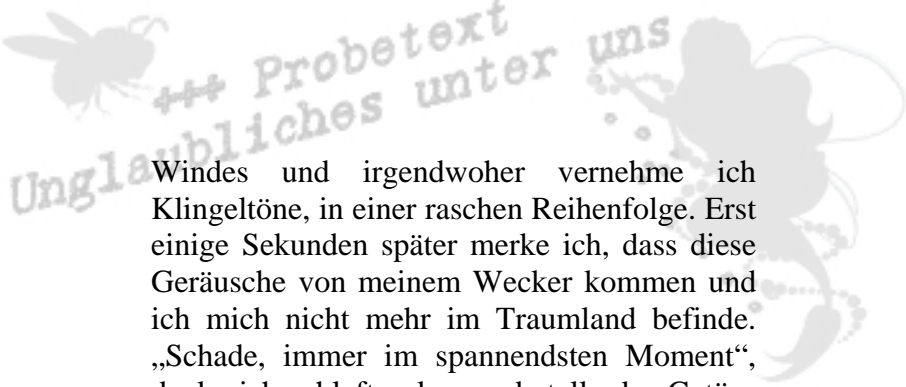 +++ Probetext
Unglaubliches unter uns
Windes und irgendwoher vernehme ich
Klingeltöne, in einer raschen Reihenfolge. Erst
einige Sekunden später merke ich, dass diese
Geräusche von meinem Wecker kommen und
ich mich nicht mehr im Traumland befinde.
„Schade, immer im spannendsten Moment“,